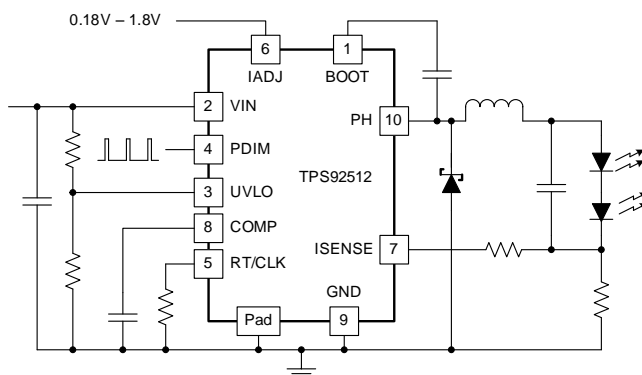 0.18V – 1.8V
6
1
IADJ
BOOT
2
VIN
PH
10
4
PDIM
TPS92512
3
UVLO
8
COMP
ISENSE
7
5
RT/CLK
GND
Pad
9